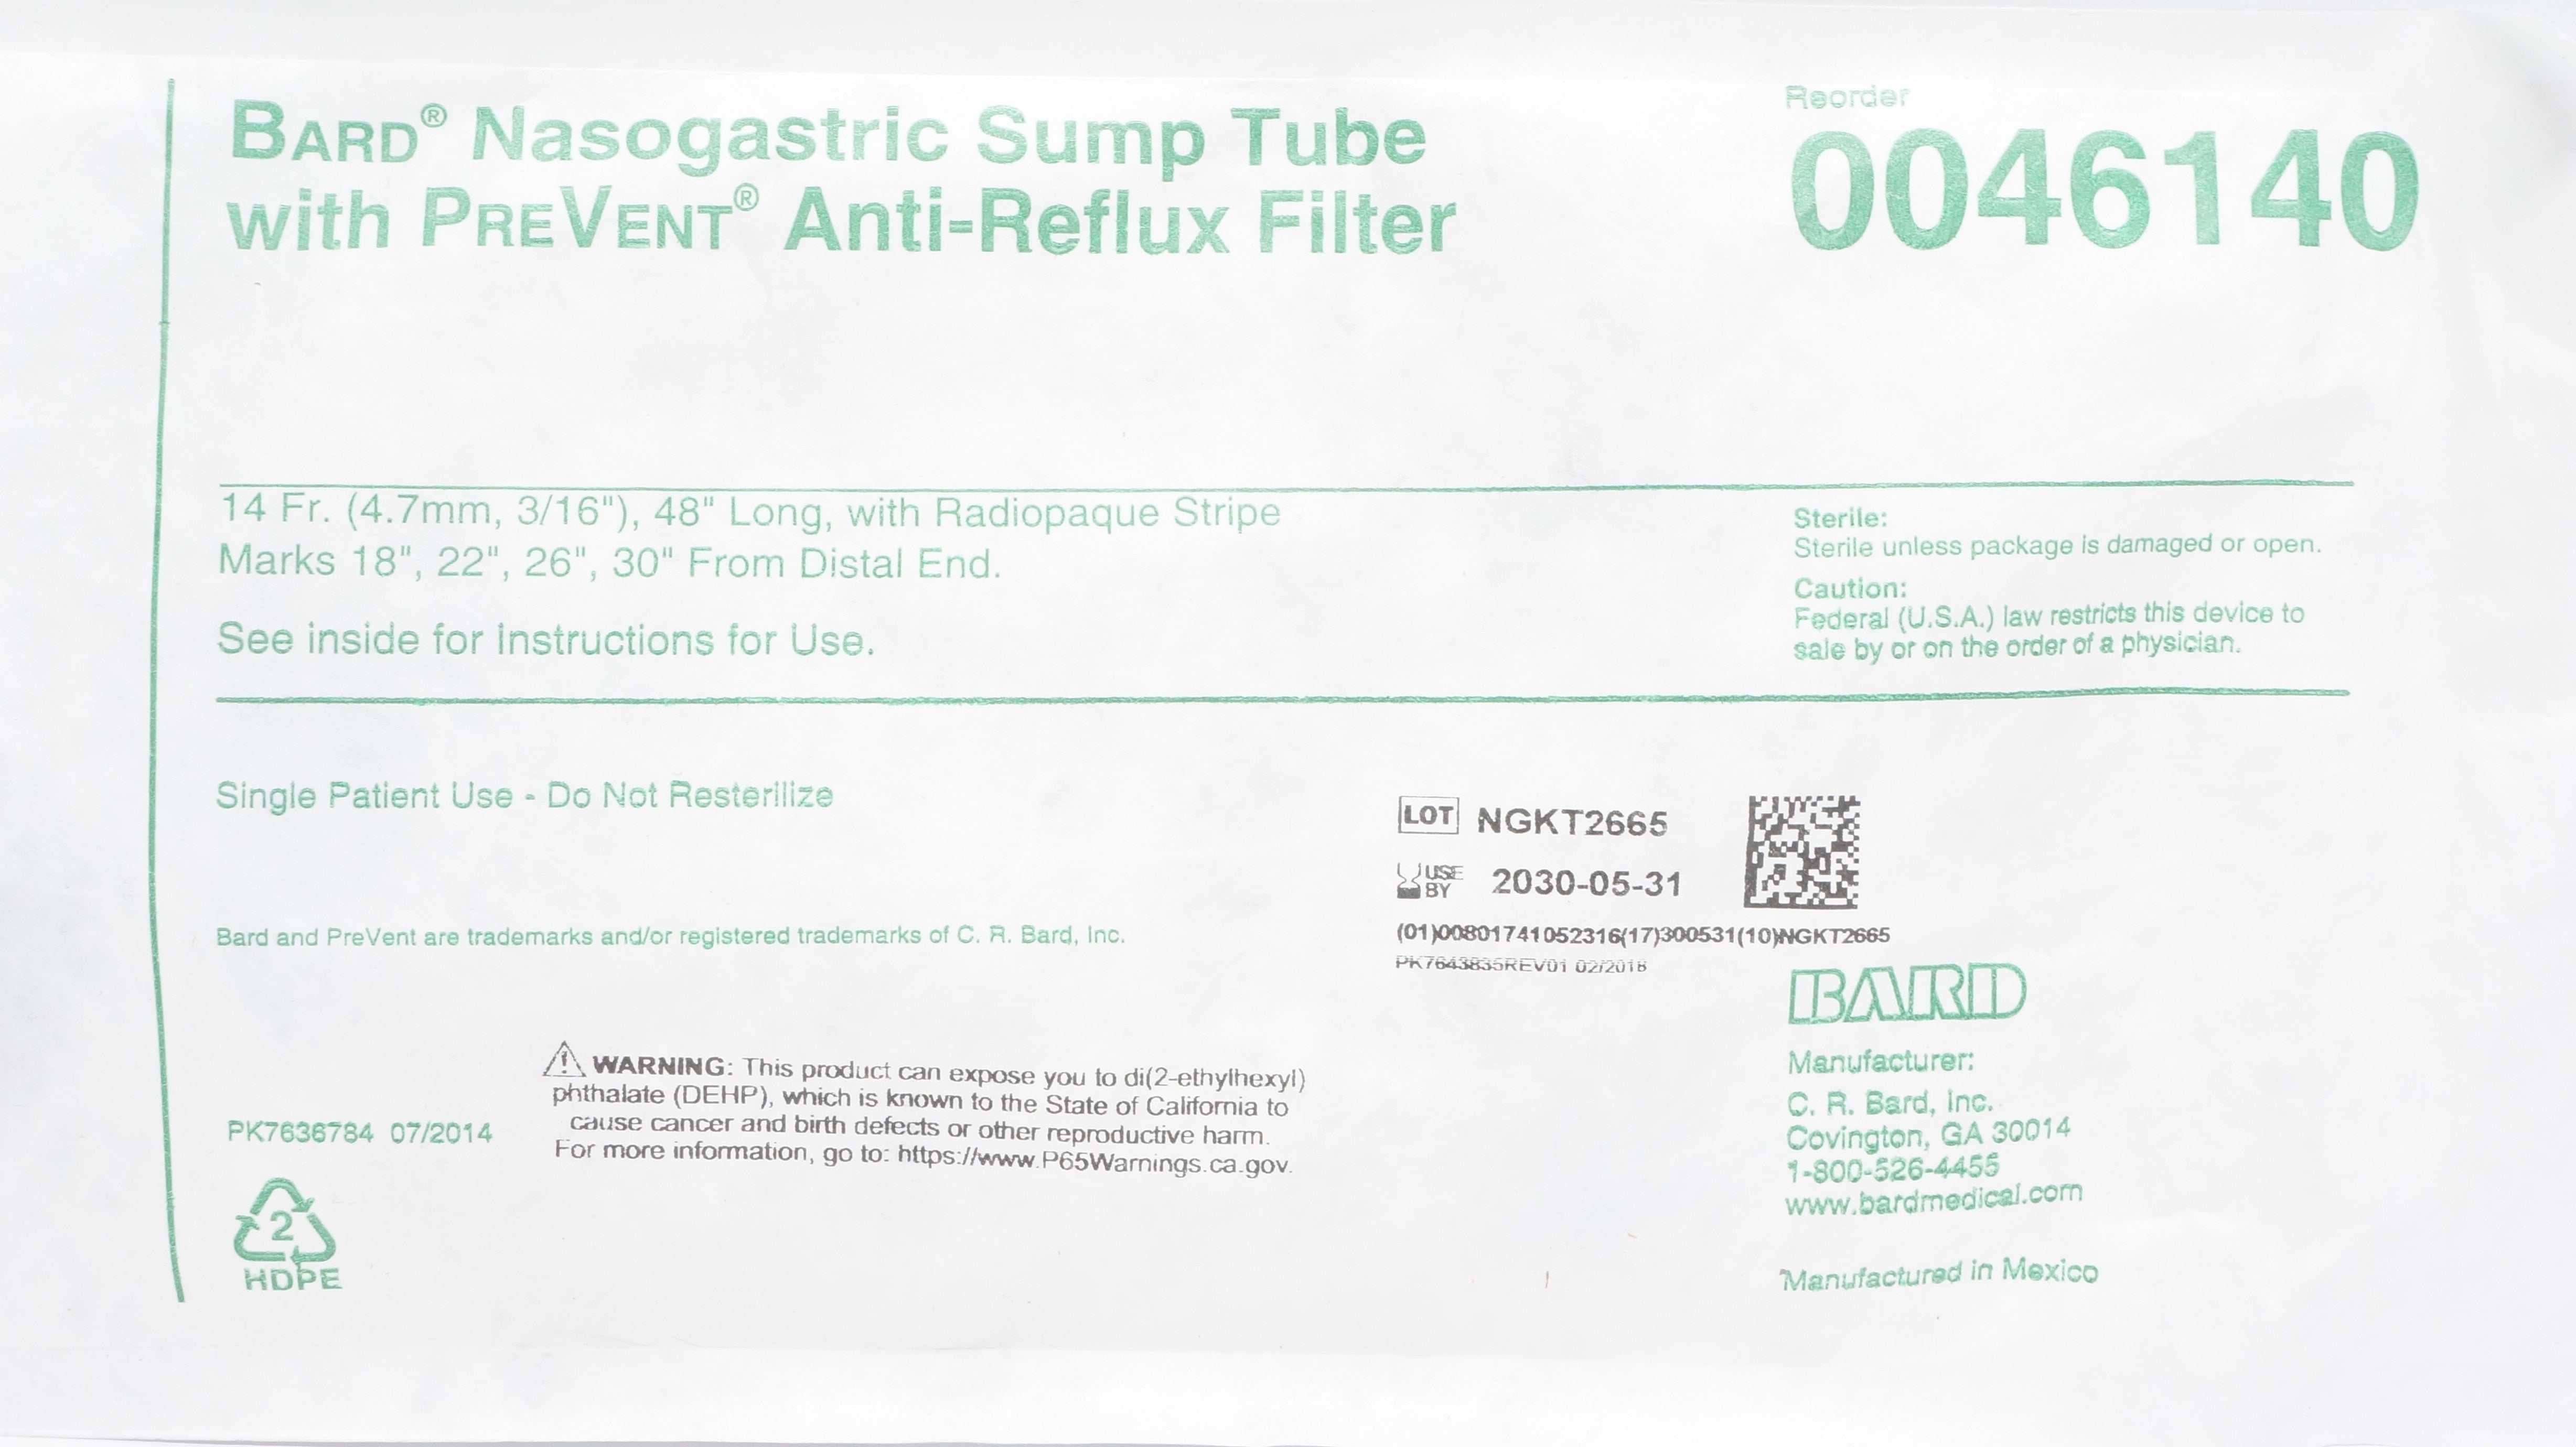 BARD® Nasogastric Sump Tube
with PREVENT® Anti-Reflux Filter
Reorder
0046140
14 Fr. (4.7mm, 3/16"), 48" Long, with Radiopaque Stripe
Marks 18", 22", 26", 30" From Distal End.
See inside for Instructions for Use.
Sterile:
Sterile unless package is damaged or open.
Caution:
Federal (U.S.A.) law restricts this device to
sale by or on the order of a physician.
Single Patient Use - Do Not Resterilize
LOT NGKT2665
USE
BY 2030-05-31
(01)00801741052316(17)300531(10)NGKT2665
PK7643835REV01 02/2018
Bard and PreVent are trademarks and/or registered trademarks of C. R. Bard, Inc.
WARNING: This product can expose you to di(2-ethylhexyl)
phthalate (DEHP), which is known to the State of California to
cause cancer and birth defects or other reproductive harm.
For more information, go to: https://www.P65Warnings.ca.gov.
PK7636784 07/2014
2
HDPE
BARD
Manufacturer:
C. R. Bard, Inc.
Covington, GA 30014
1-800-526-4455
www.bardmedical.com
Manufactured in Mexico